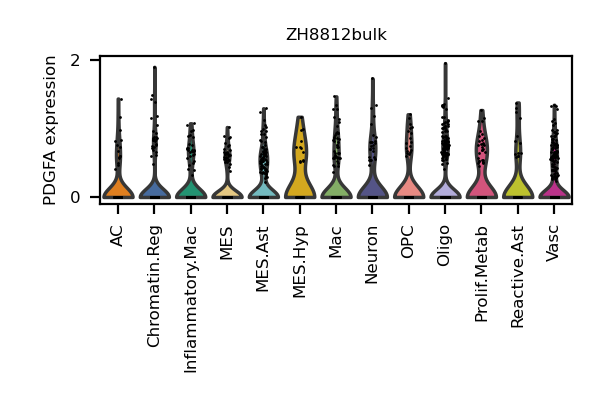 ZH8812bulk
PDGFA expression
2
0
AC
Chromatin.Reg
Inflammatory.Mac
MES
MES.Ast
MES.Hyp
Mac
Neuron
OPC
Oligo
Prolif.Metab
Reactive.Ast
Vasc